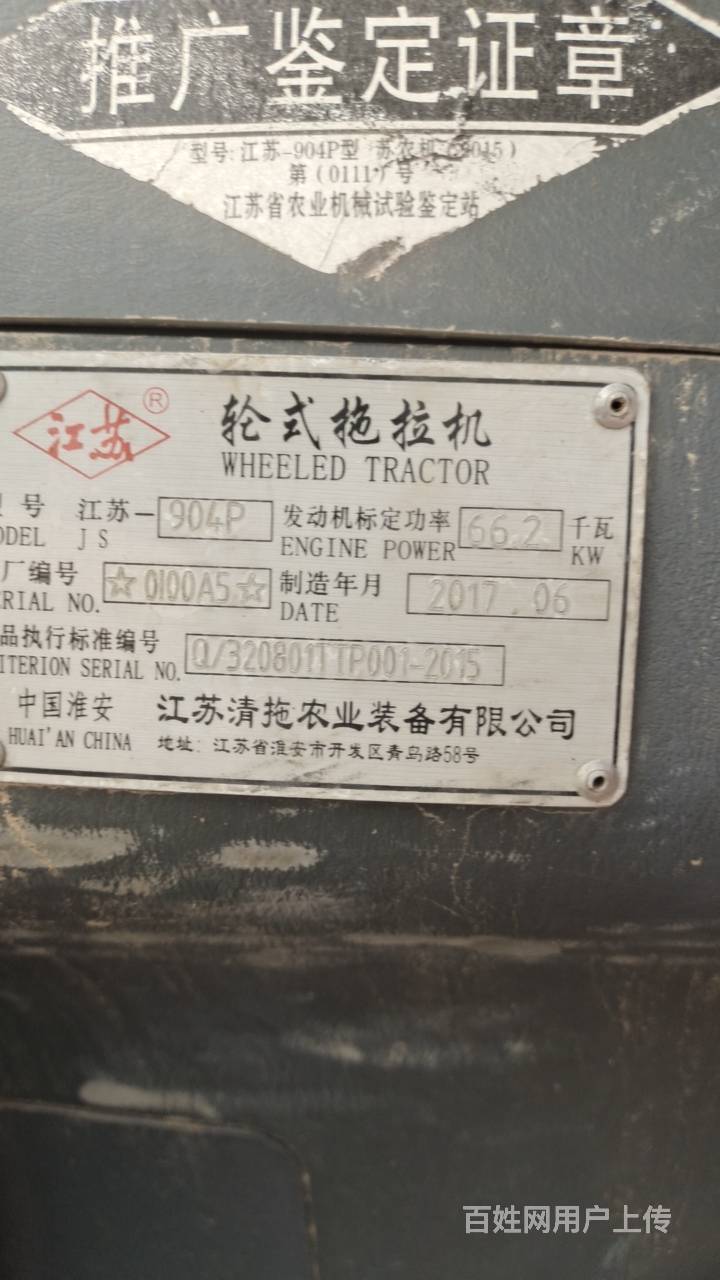 推广鉴定证章
型号:江苏-904P型 苏农机(2015)
第(0111)号
江苏省农业机械试验鉴定站
江苏 ®
轮式拖拉机
WHEELED TRACTOR
号 江苏-904P 发动机标定功率 66.2 千瓦
ODEL JS ENGINE POWER KW
厂编号 ☆0100A5☆ 制造年月 2017.06
ERIAL NO. DATE
品执行标准编号 Q/320801TTP001-2015
ITERION SERIAL NO.
中国淮安 江苏清拖农业装备有限公司
HUAI'AN CHINA 地址:江苏省淮安市开发区青鸟路58号
百姓网用户上传